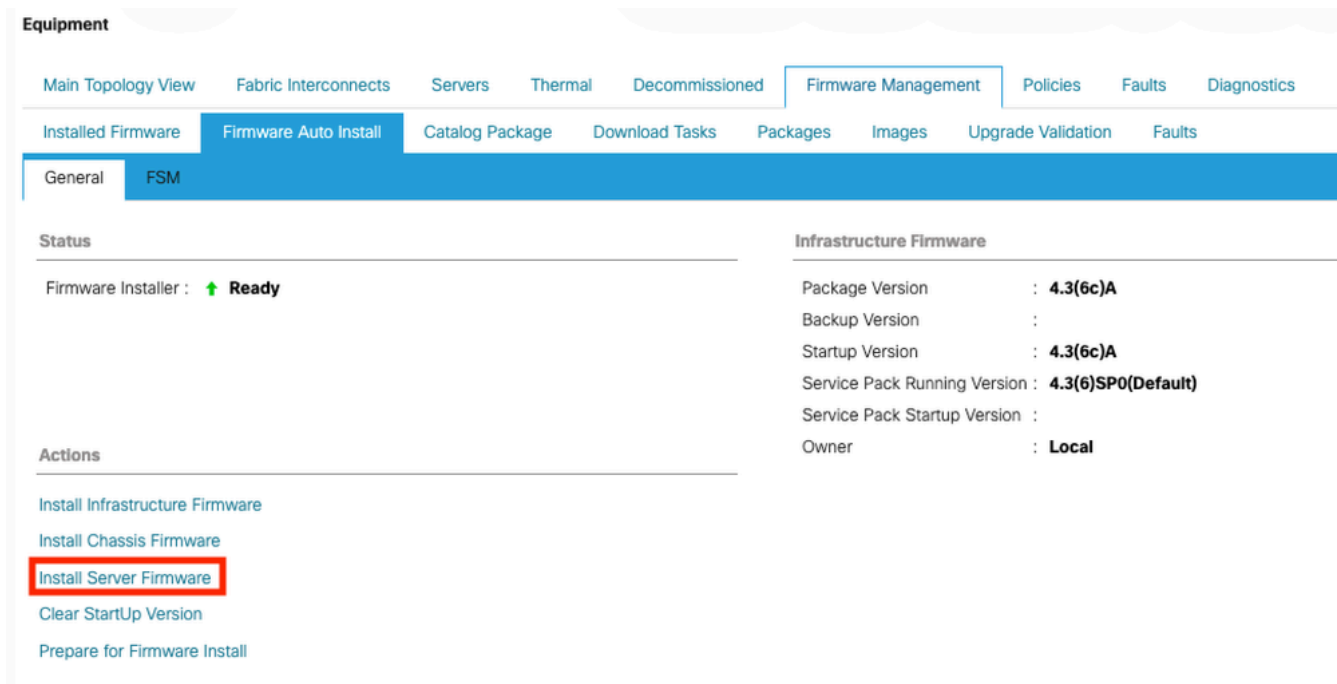 Equipment
Main Topology View Fabric Interconnects Servers Thermal Decommissioned Firmware Management Policies Faults Diagnostics
Installed Firmware Firmware Auto Install Catalog Package Download Tasks Packages Images Upgrade Validation Faults
General FSM
Status
Firmware Installer : Ready
Infrastructure Firmware
Package Version : 4.3(6c)A
Backup Version :
Startup Version : 4.3(6c)A
Service Pack Running Version : 4.3(6)SP0(Default)
Service Pack Startup Version :
Owner : Local
Actions
Install Infrastructure Firmware
Install Chassis Firmware
Install Server Firmware
Clear StartUp Version
Prepare for Firmware Install